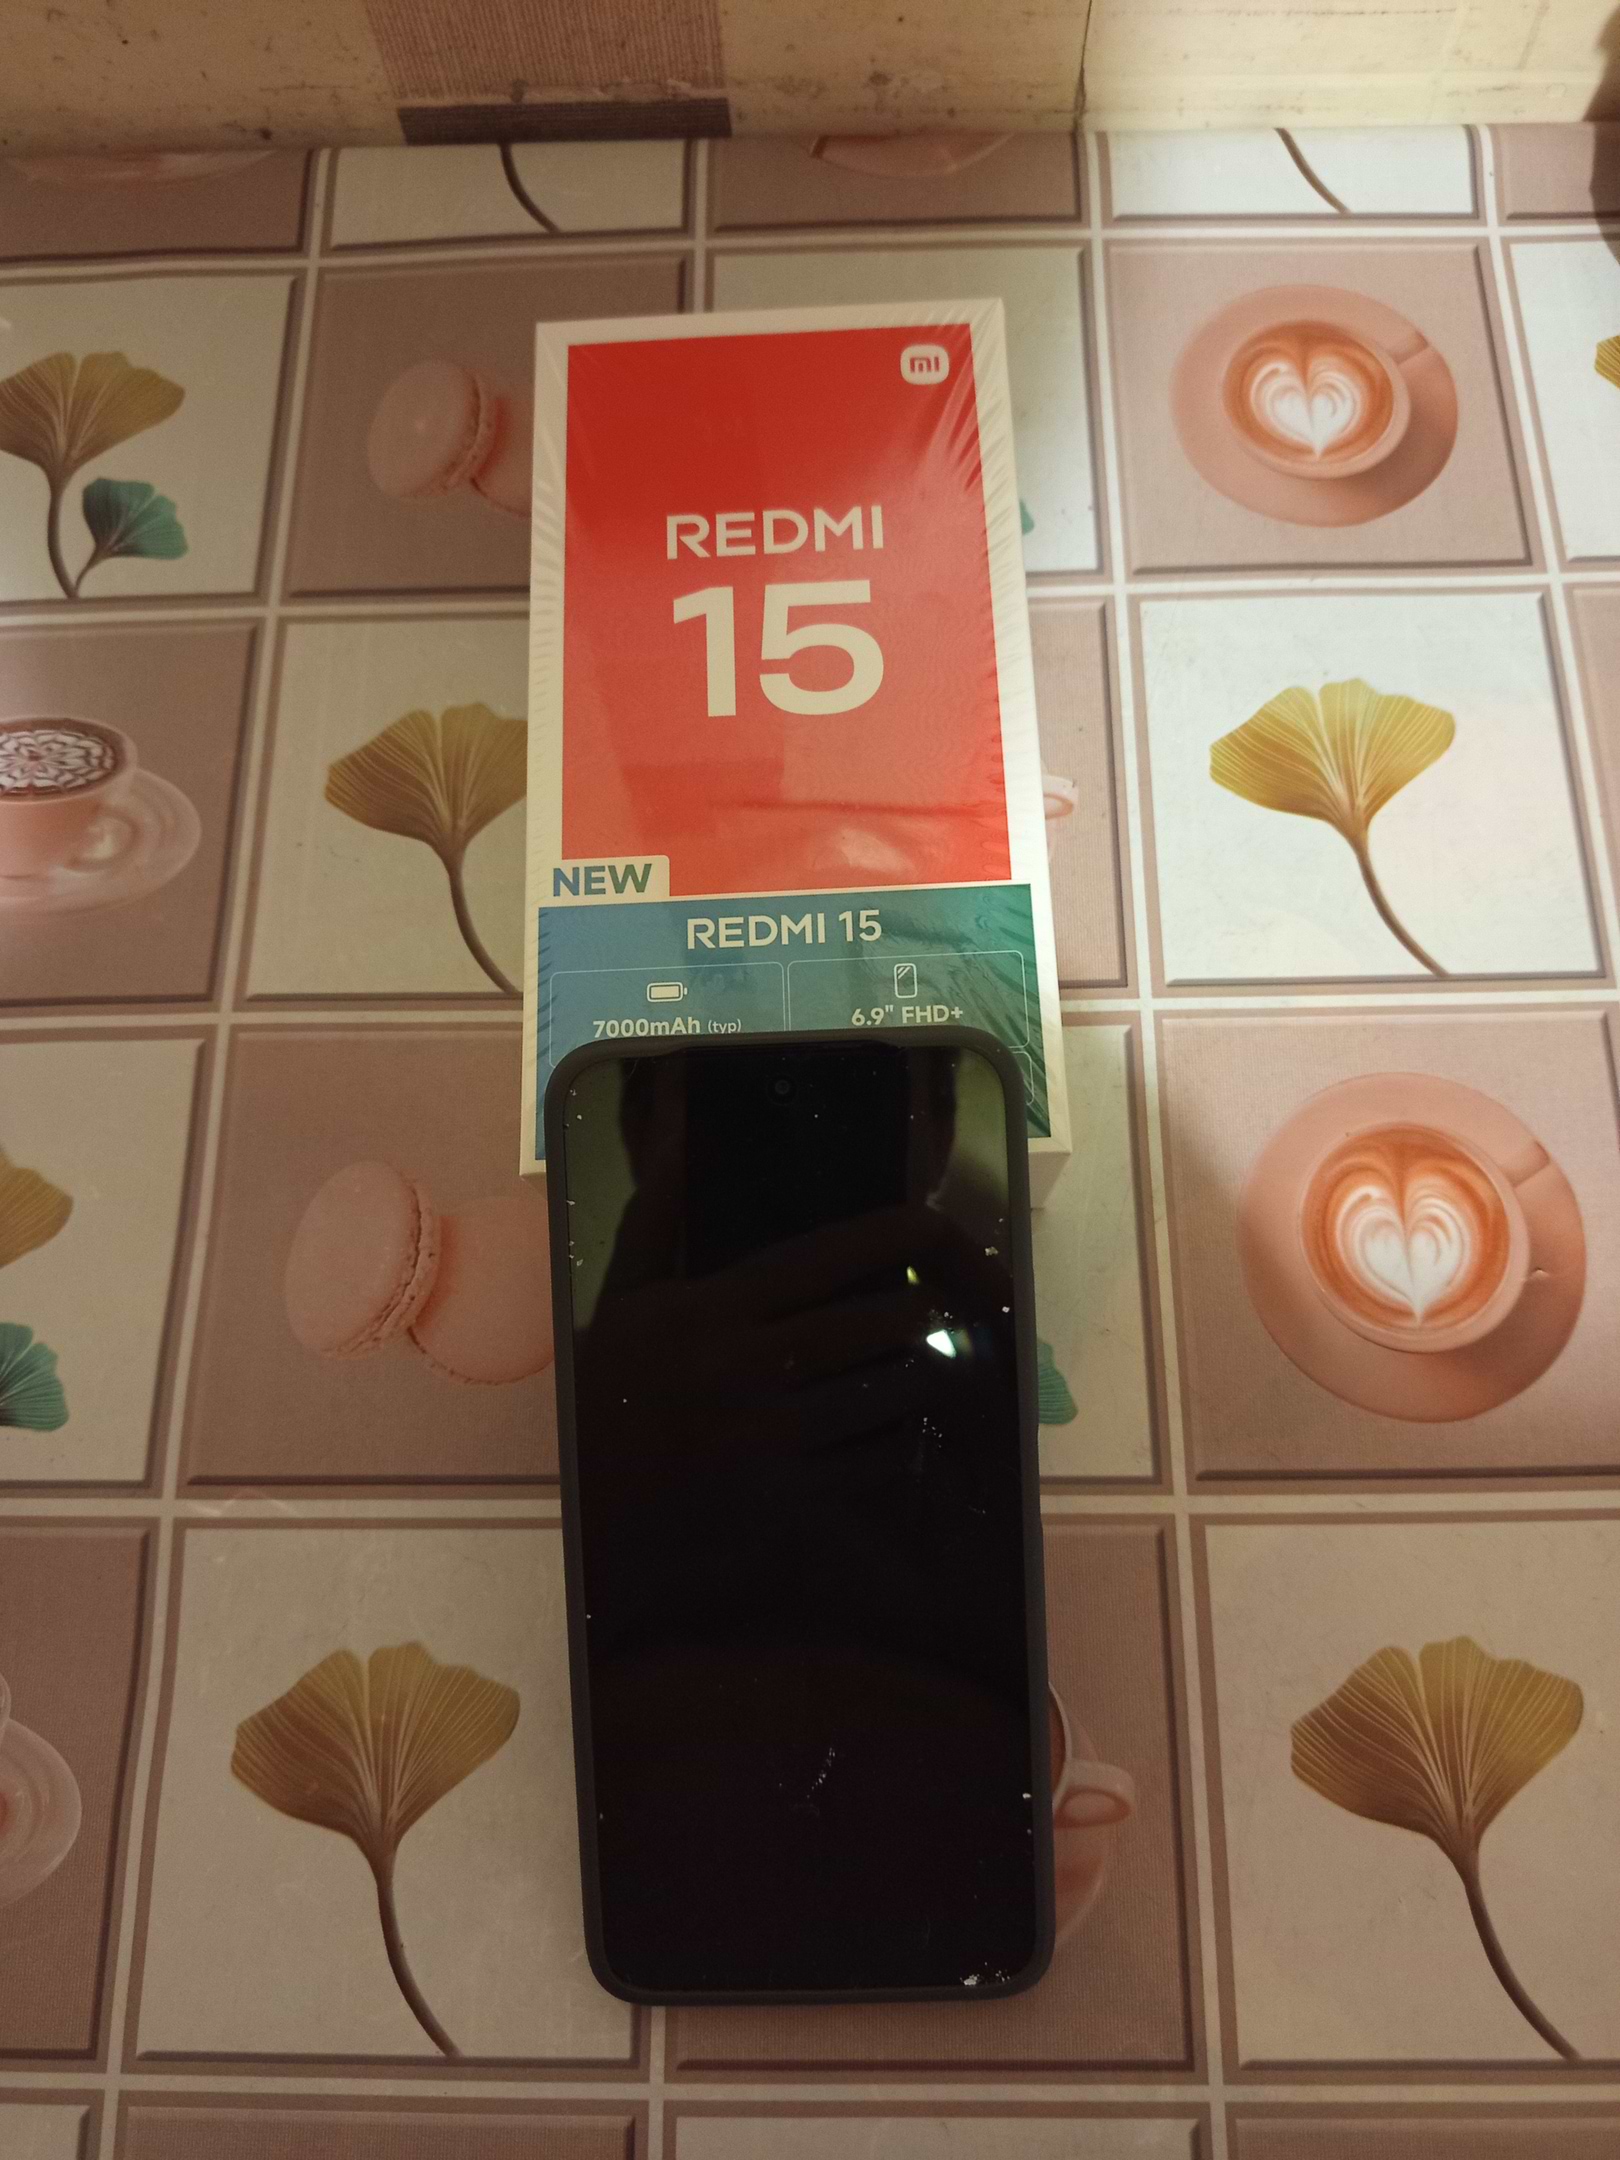 mi
REDMI
15
NEW
REDMI 15
7000mAh (typ)
6.9" FHD+